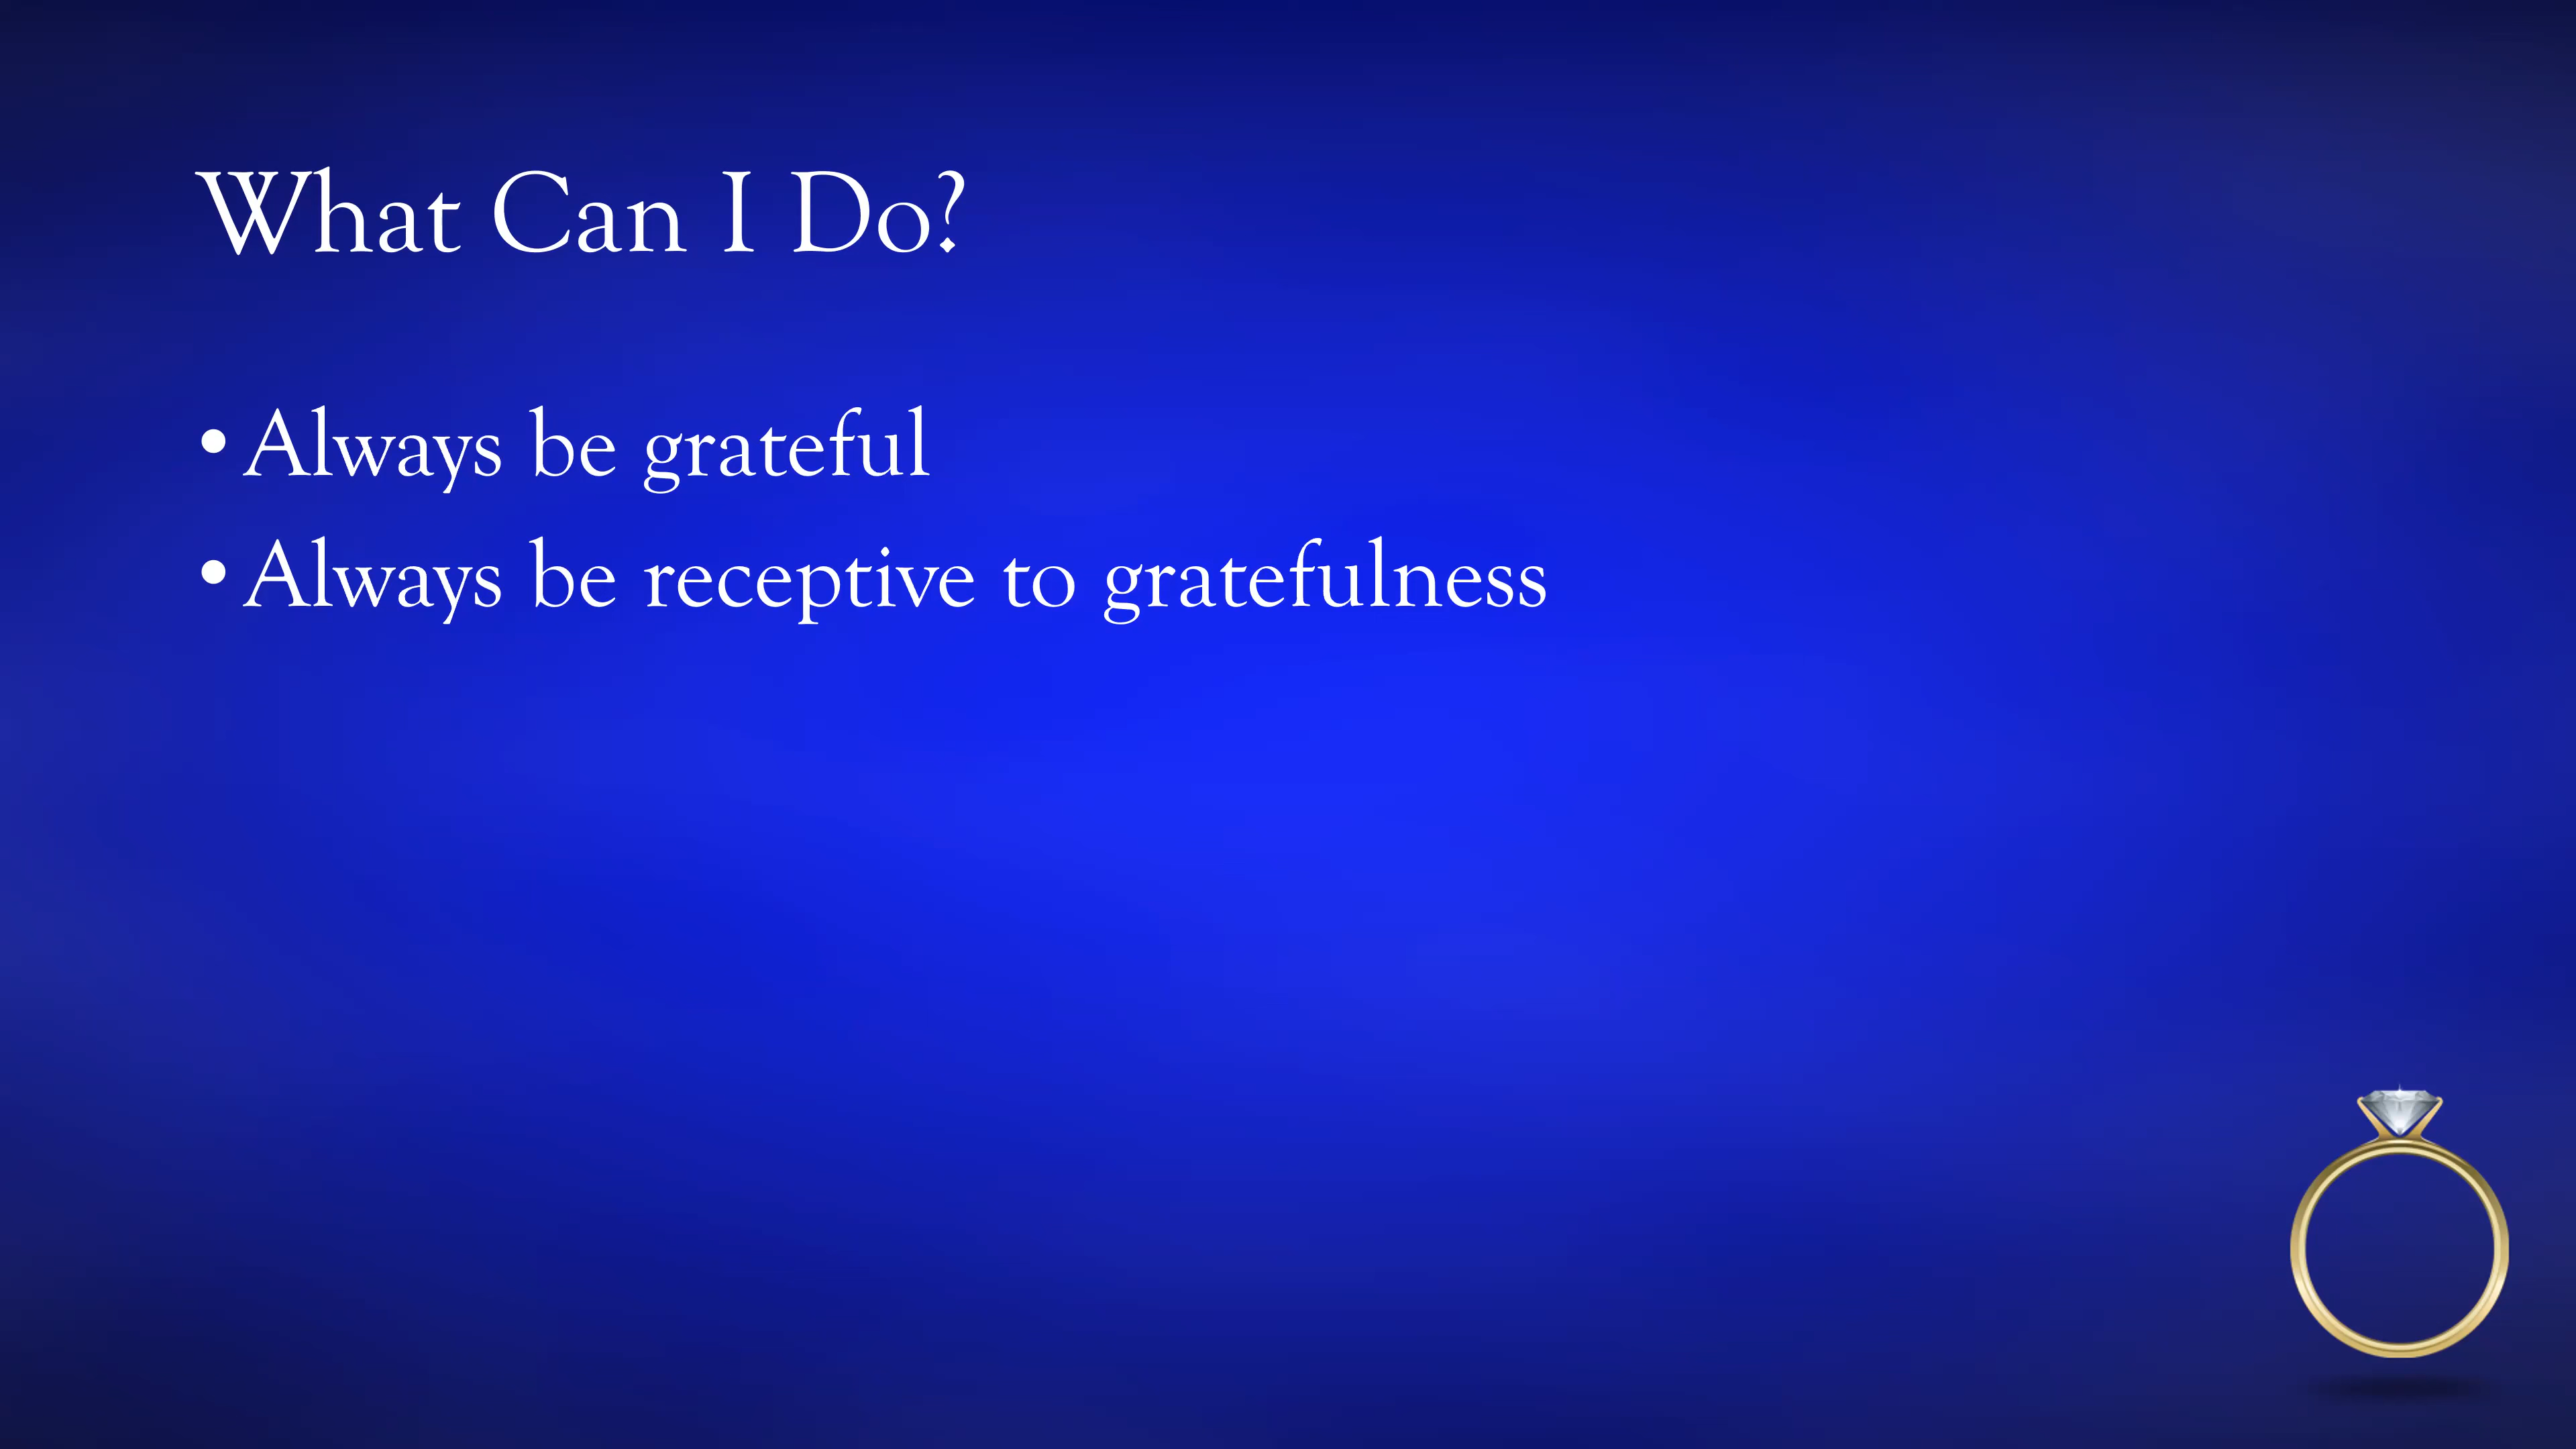 What Can I Do?
• Always be grateful
• Always be receptive to gratefulness